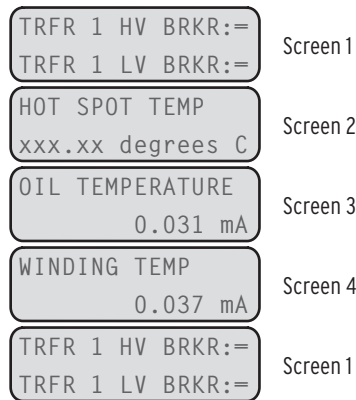 TRFR 1 HV BRKR:=
TRFR 1 LV BRKR:=
Screen 1
HOT SPOT TEMP
xxx.xx degrees C
Screen 2
OIL TEMPERATURE
0.031 mA
Screen 3
WINDING TEMP
0.037 mA
Screen 4
TRFR 1 HV BRKR:=
TRFR 1 LV BRKR:=
Screen 1